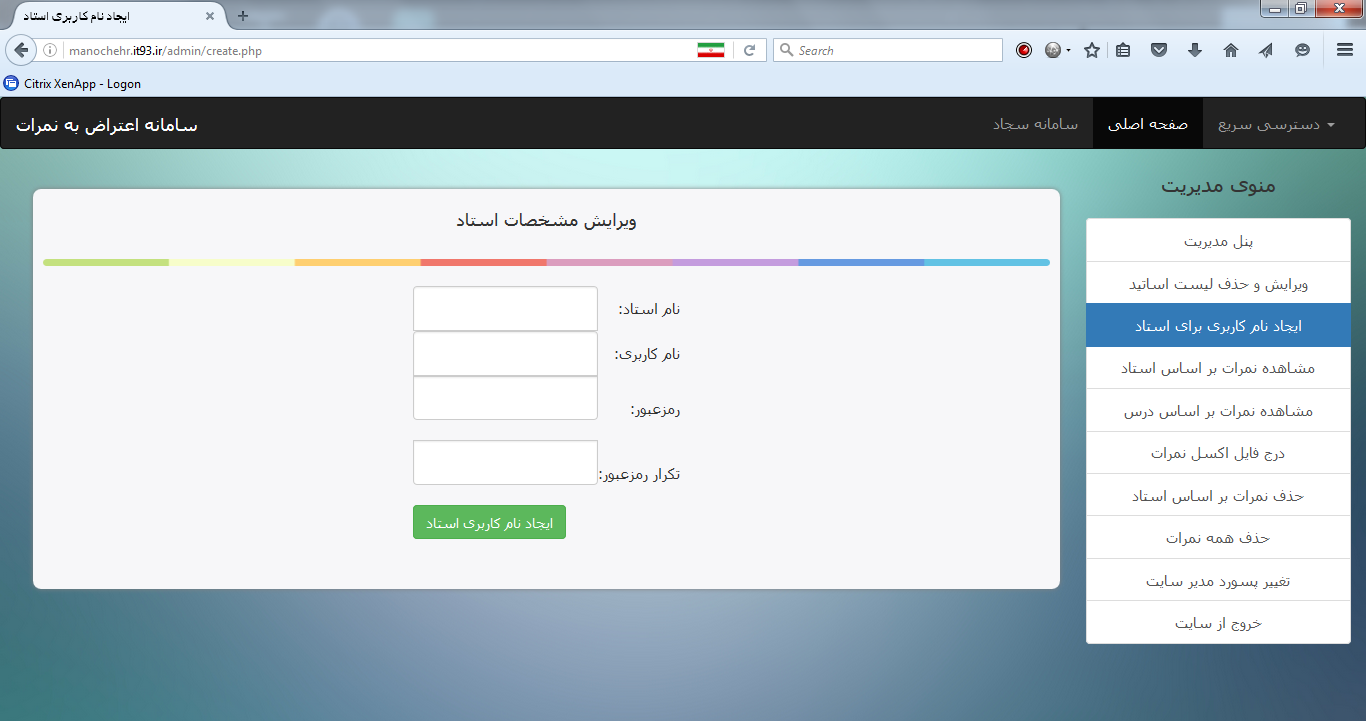 ایجاد نام کاربری استاد
manochehr.it93.ir/admin/create.php
Search
Citrix XenApp - Logon
دسترسی سریع
صفحه اصلی
سامانه سجاد
سامانه اعتراض به نمرات
منوی مدیریت
پنل مدیریت
ویرایش و حذف لیست اساتید
ایجاد نام کاربری برای استاد
مشاهده نمرات بر اساس استاد
مشاهده نمرات بر اساس درس
درج فایل اکسل نمرات
حذف نمرات بر اساس استاد
حذف همه نمرات
تغییر پسورد مدیر سایت
خروج از سایت
ویرایش مشخصات استاد
نام استاد:
نام کاربری:
رمزعبور:
تکرار رمزعبور:
ایجاد نام کاربری استاد